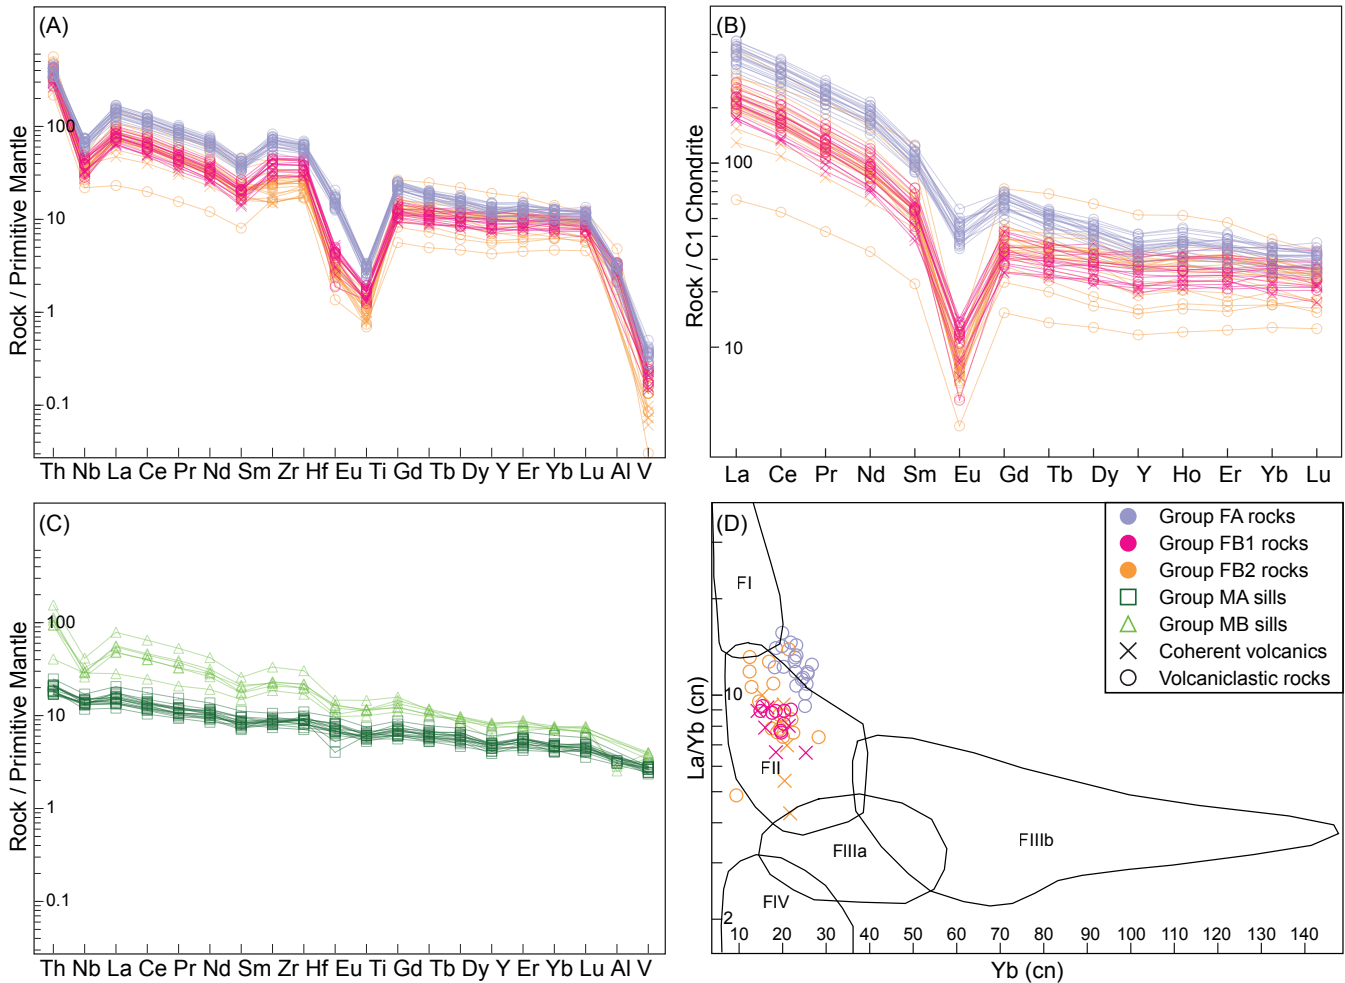 (A)
Rock / Primitive Mantle
100
10
1
0.1
Th Nb La Ce Pr Nd Sm Zr Hf Eu Ti Gd Tb Dy Y Er Yb Lu Al V
(B)
Rock / C1 Chondrite
100
10
La Ce Pr Nd Sm Eu Gd Tb Dy Y Ho Er Yb Lu
(C)
Rock / Primitive Mantle
100
10
1
0.1
Th Nb La Ce Pr Nd Sm Zr Hf Eu Ti Gd Tb Dy Y Er Yb Lu Al V
(D)
La/Yb (cn)
10
2
FI
FII
FIIIa
FIIIb
FIV
10 20 30 40 50 60 70 80 90 100 110 120 130 140
Yb (cn)
Group FA rocks
Group FB1 rocks
Group FB2 rocks
Group MA sills
Group MB sills
Coherent volcanics
Volcaniclastic rocks